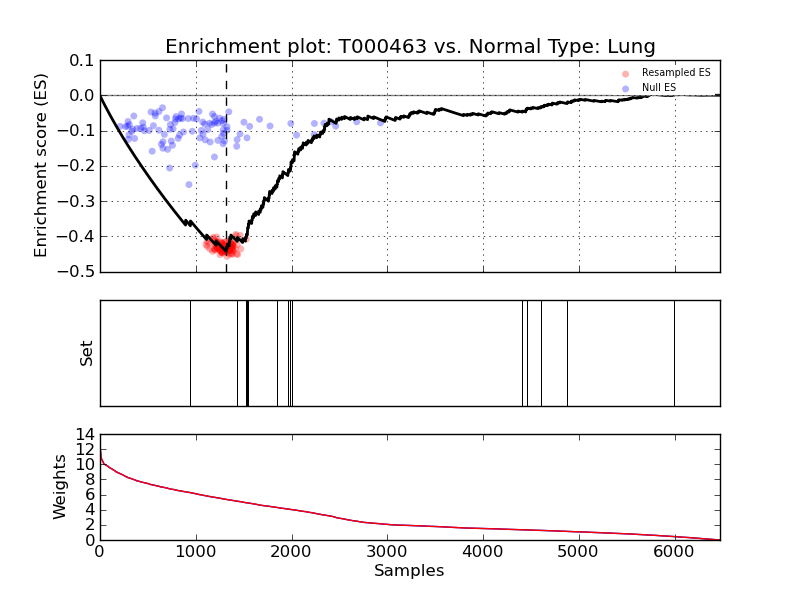 Enrichment plot: T000463 vs. Normal Type: Lung
Enrichment score (ES)
0.1
0.0
−0.1
−0.2
−0.3
−0.4
−0.5
Resampled ES
Null ES
Set
Weights
14
12
10
8
6
4
2
0
0 1000 2000 3000 4000 5000 6000
Samples